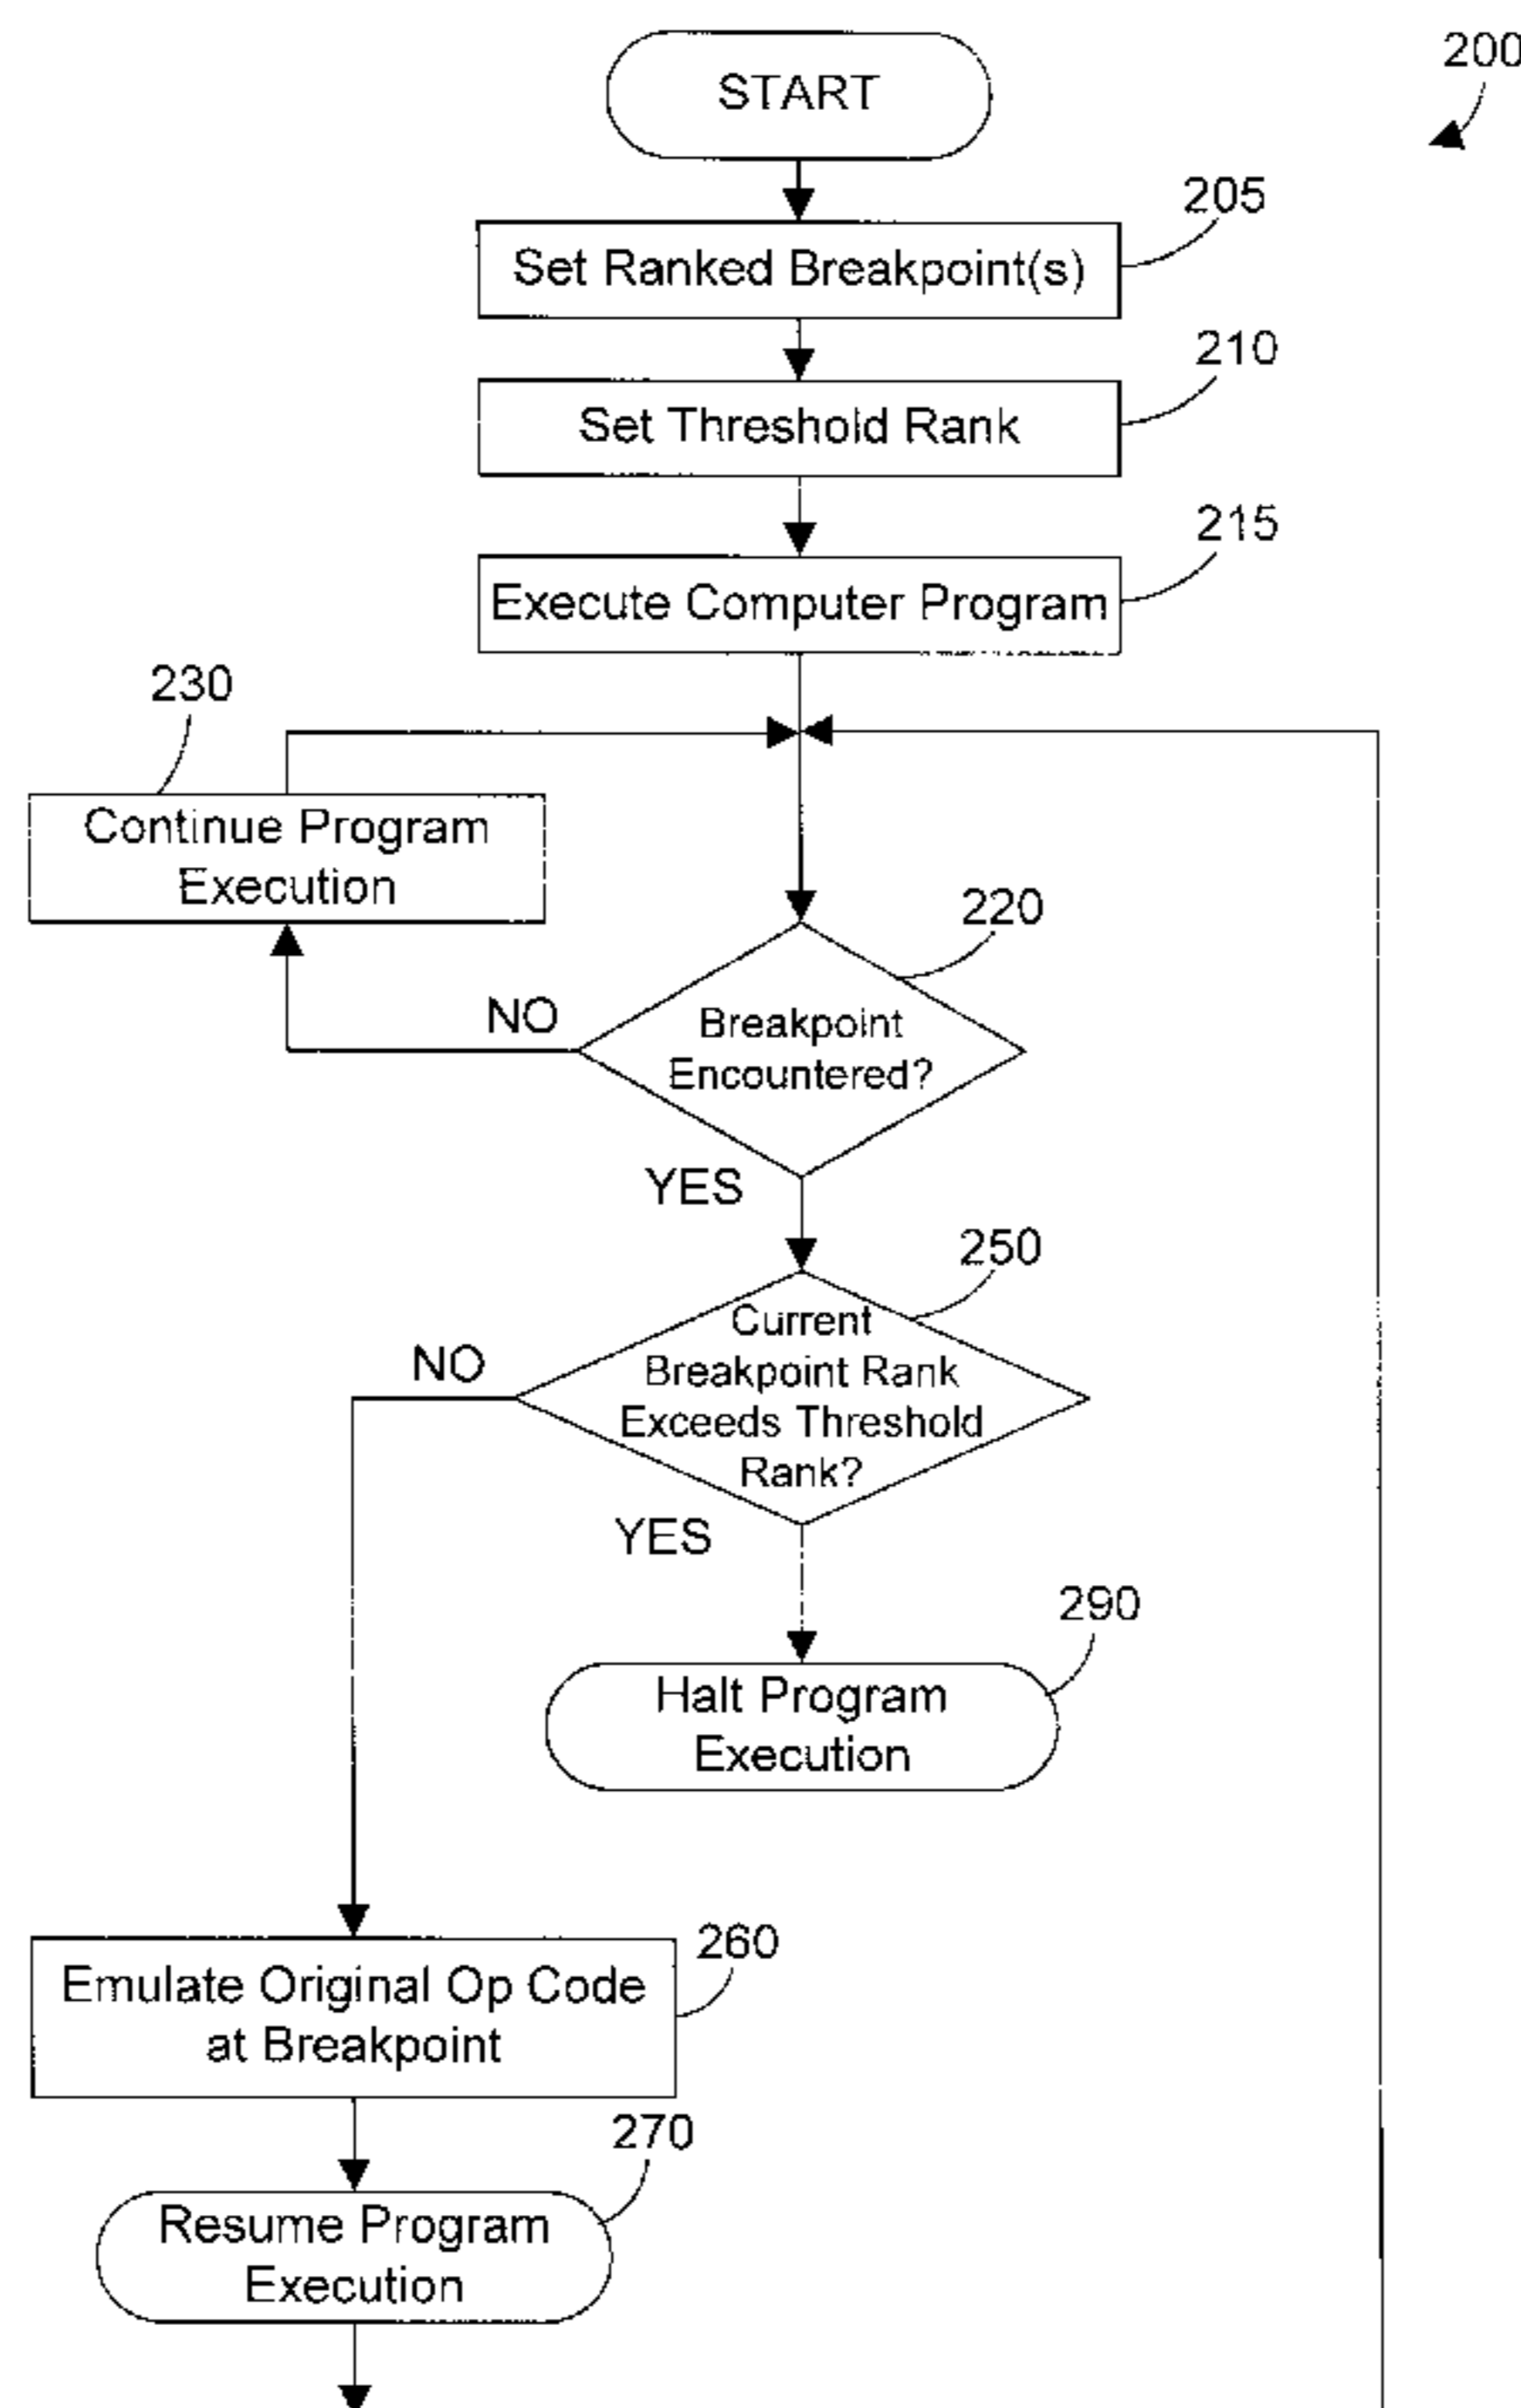 200
START
205
Set Ranked Breakpoint(s)
210
Set Threshold Rank
215
Execute Computer Program
230
Continue Program
Execution
220
NO
Breakpoint
Encountered?
YES
250
NO
Current
Breakpoint Rank
Exceeds Threshold
Rank?
YES
290
Halt Program
Execution
260
Emulate Original Op Code
at Breakpoint
270
Resume Program
Execution